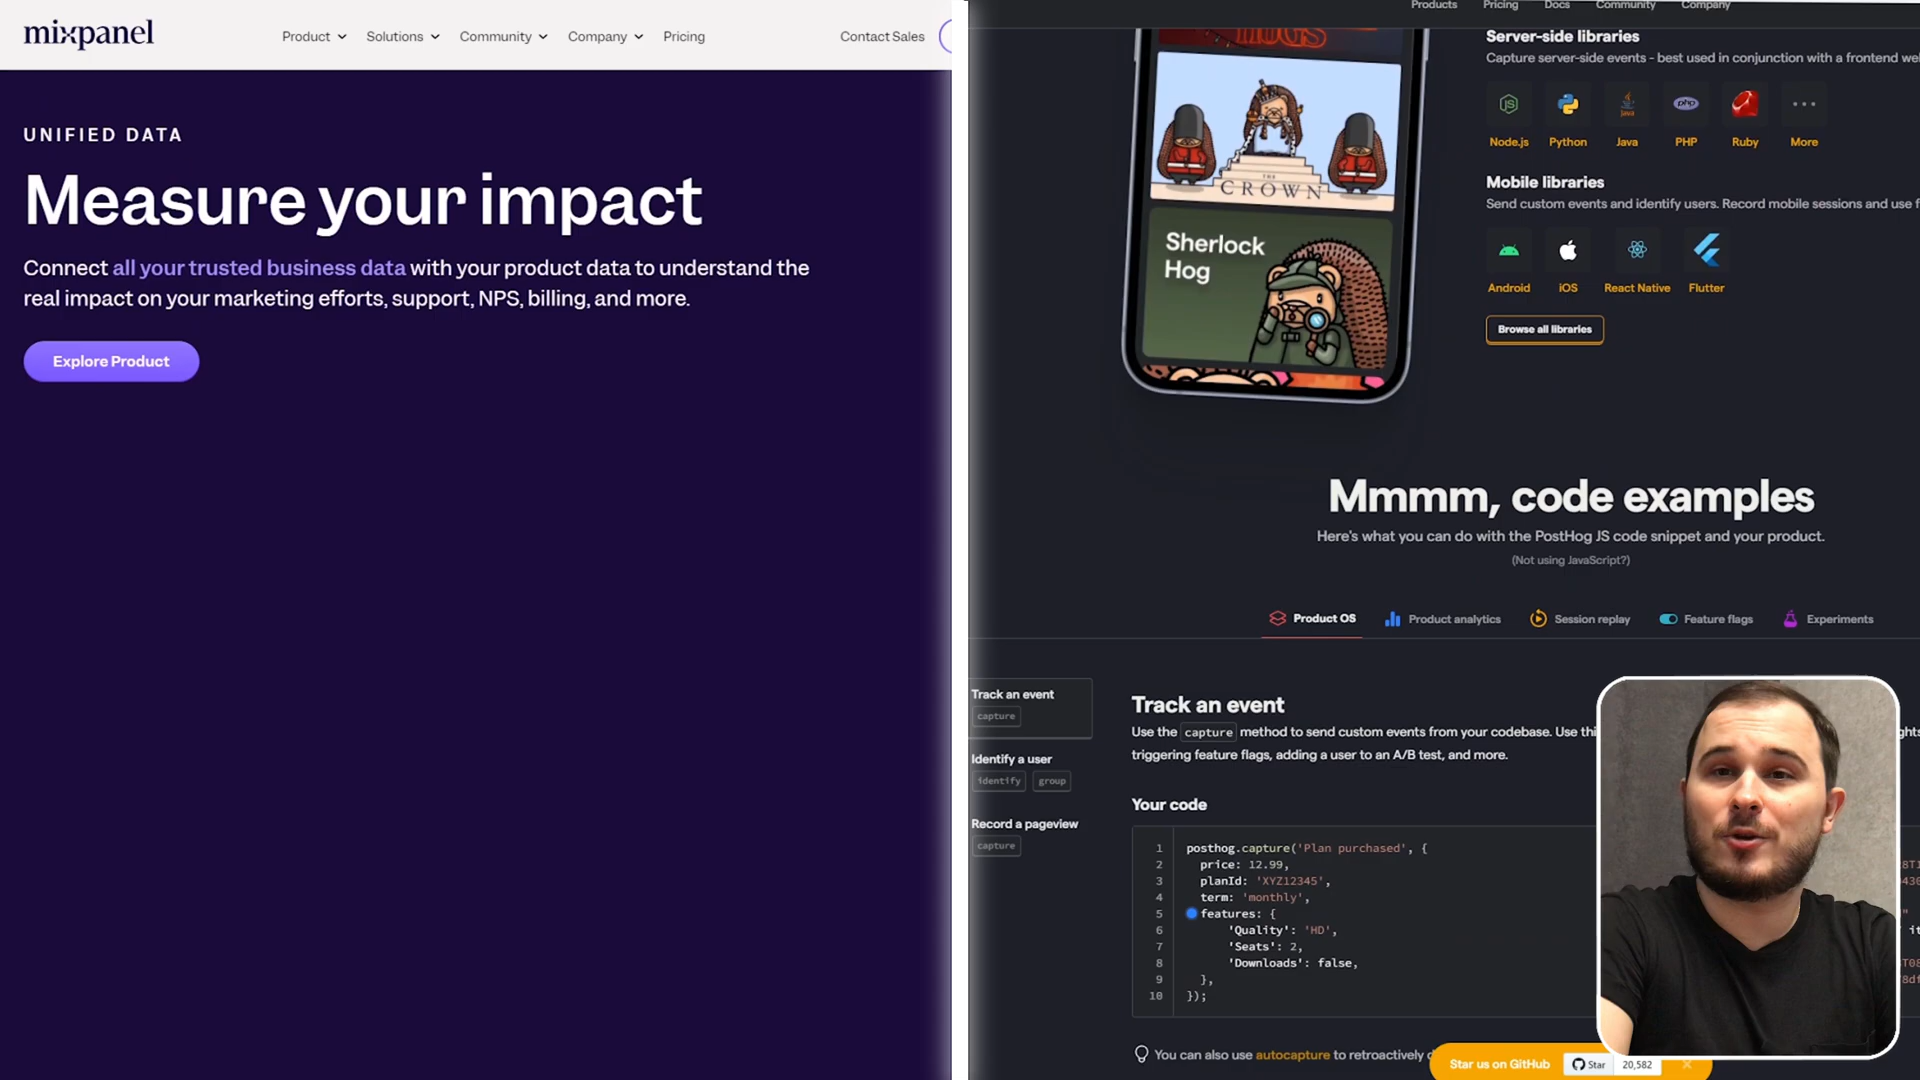 mixpanel
Product
Solutions
Community
Company
Pricing
Contact Sales
UNIFIED DATA
Measure your impact
Connect all your trusted business data with your product data to understand the
real impact on your marketing efforts, support, NPS, billing, and more.
Explore Product
Products
Pricing
Docs
Community
Company
THE
CROWN
Sherlock
Hog
Server-side libraries
Capture server-side events - best used in conjunction with a frontend
Node.js
Python
Java
php
PHP
Ruby
More
Mobile libraries
Send custom events and identify users. Record mobile sessions and use
Android
iOS
React Native
Flutter
Browse all libraries
Mmmm, code examples
Here's what you can do with the PostHog JS code snippet and your product.
(Not using JavaScript?)
Product OS
Product analytics
Session replay
Feature flags
Experiments
Track an event
capture
Identify a user
identify
group
Record a pageview
capture
Track an event
Use the capture method to send custom events from your codebase. Use
triggering feature flags, adding a user to an A/B test, and more.
Your code
1 posthog.capture('Plan purchased', {
2 price: 12.99,
3 planId: 'XYZ12345',
4 term: 'monthly',
5 features: {
6 'Quality': 'HD',
7 'Seats': 2,
8 'Downloads': false,
9 },
10 });
You can also use autocapture to retroactively
Star us on GitHub
Star
20,582